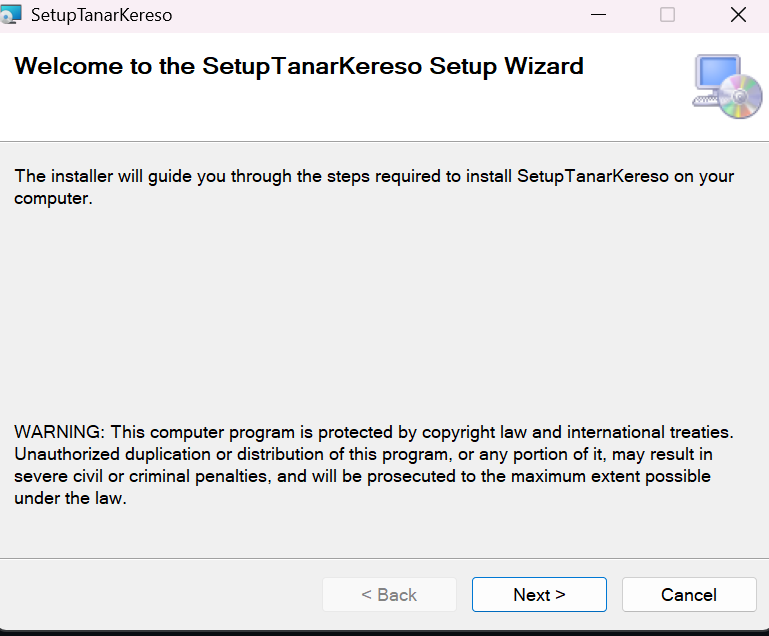 SetupTanarKereso
Welcome to the SetupTanarKereso Setup Wizard
The installer will guide you through the steps required to install SetupTanarKereso on your
computer.
WARNING: This computer program is protected by copyright law and international treaties.
Unauthorized duplication or distribution of this program, or any portion of it, may result in
severe civil or criminal penalties, and will be prosecuted to the maximum extent possible
under the law.
< Back
Next >
Cancel